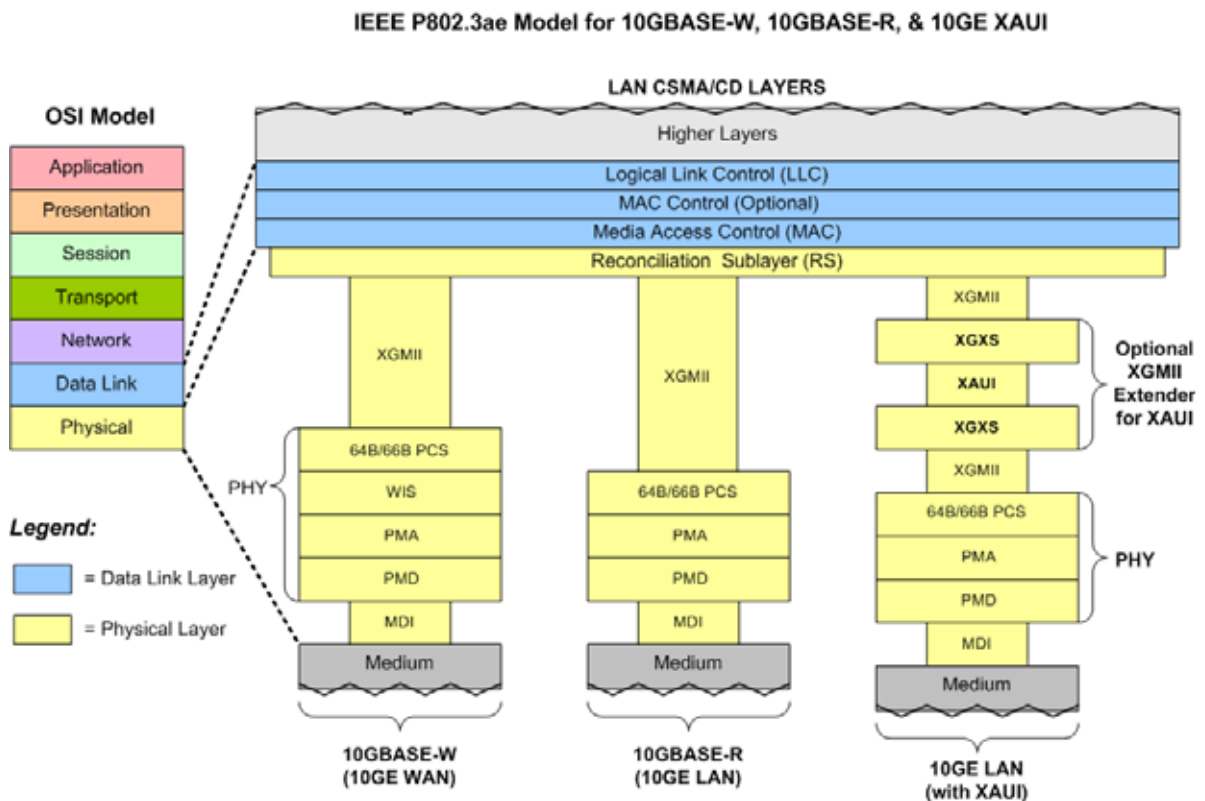 IEEE P802.3ae Model for 10GBASE-W, 10GBASE-R, & 10GE XAUI
LAN CSMA/CD LAYERS
OSI Model
Application
Presentation
Session
Transport
Network
Data Link
Physical
Legend:
= Data Link Layer
= Physical Layer
Higher Layers
Logical Link Control (LLC)
MAC Control (Optional)
Media Access Control (MAC)
Reconciliation Sublayer (RS)
XGMII
PHY
64B/66B PCS
WIS
PMA
PMD
MDI
Medium
10GBASE-W
(10GE WAN)
XGMII
64B/66B PCS
PMA
PMD
MDI
Medium
10GBASE-R
(10GE LAN)
XGMII
XGXS
XAUI
XGXS
Optional
XGMII
Extender
for XAUI
XGMII
64B/66B PCS
PMA
PMD
PHY
MDI
Medium
10GE LAN
(with XAUI)